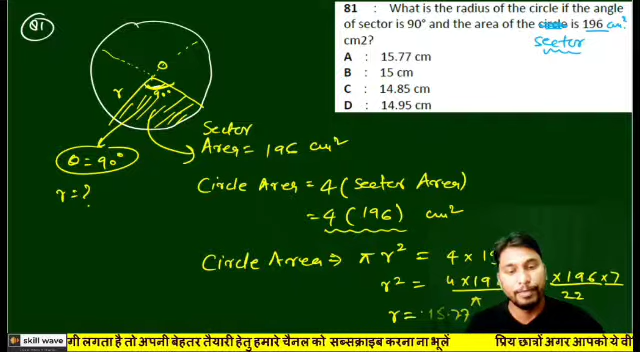 81
81 : What is the radius of the circle if the angle
of sector is 90° and the area of the circle is 196 cm²
sector
cm2?
A : 15.77 cm
B : 15 cm
C : 14.85 cm
D : 14.95 cm
θ
r
90°
θ = 90°
r = ?
Sector
Area = 196 cm²
Circle Area = 4 (Sector Area)
= 4 (196) cm²
Circle Area ⇒ π r² = 4 ×
r² = 4 × 19 / π × 196 × 7 / 22
r = 15.77
skill wave
गी लगता है तो अपनी बेहतर तैयारी हेतु हमारे चैनल को सब्सक्राइब करना ना भूलें प्रिय छात्रों अगर आपको ये वी